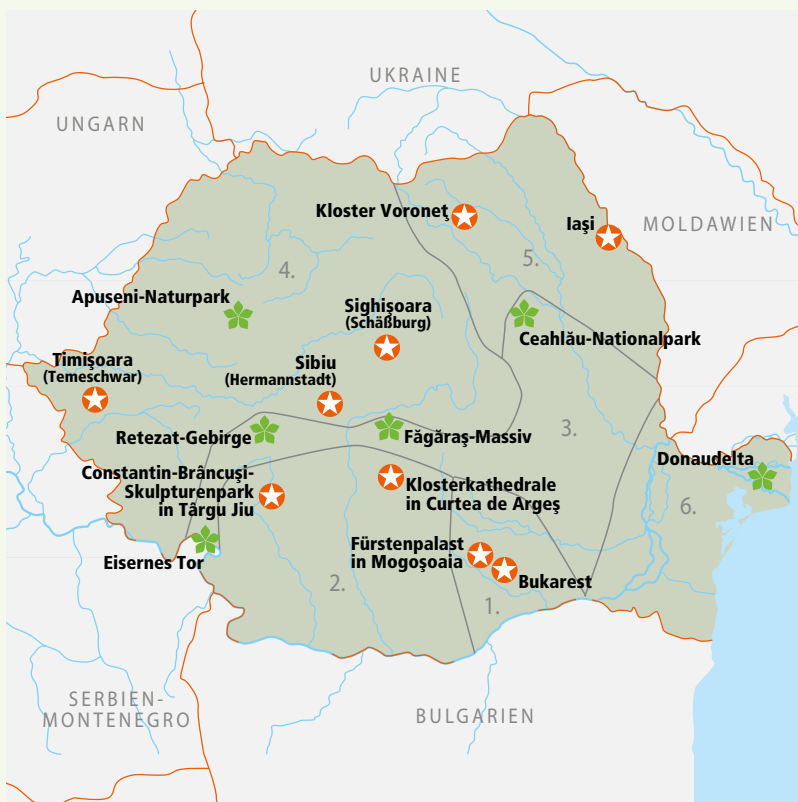 UKRAINE
UNGARN
Kloster Voroneţ
Iaşi
MOLDAWIEN
5.
4.
Apuseni-Naturpark
Sighişoara
(Schäßburg)
Ceahlău-Nationalpark
Timişoara
(Temeschwar)
Sibiu
(Hermannstadt)
Retezat-Gebirge
Făgăraş-Massiv
3.
Donaudelta
Constantin-Brâncuşi-
Skulpturenpark
in Târgu Jiu
Klosterkathedrale
in Curtea de Argeş
6.
Eisernes Tor
Fürstenpalast
in Mogoşoaia
Bukarest
2.
1.
SERBIEN-
MONTENEGRO
BULGARIEN